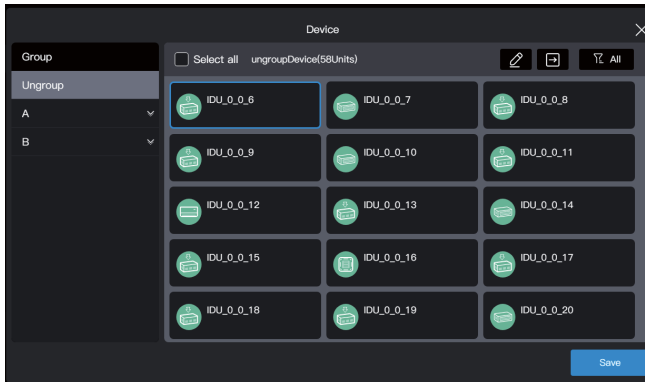 Device
Group
Select all ungroupDevice(58Units)
All
Ungroup
A
B
IDU_0_0_6
IDU_0_0_7
IDU_0_0_8
IDU_0_0_9
IDU_0_0_10
IDU_0_0_11
IDU_0_0_12
IDU_0_0_13
IDU_0_0_14
IDU_0_0_15
IDU_0_0_16
IDU_0_0_17
IDU_0_0_18
IDU_0_0_19
IDU_0_0_20
Save